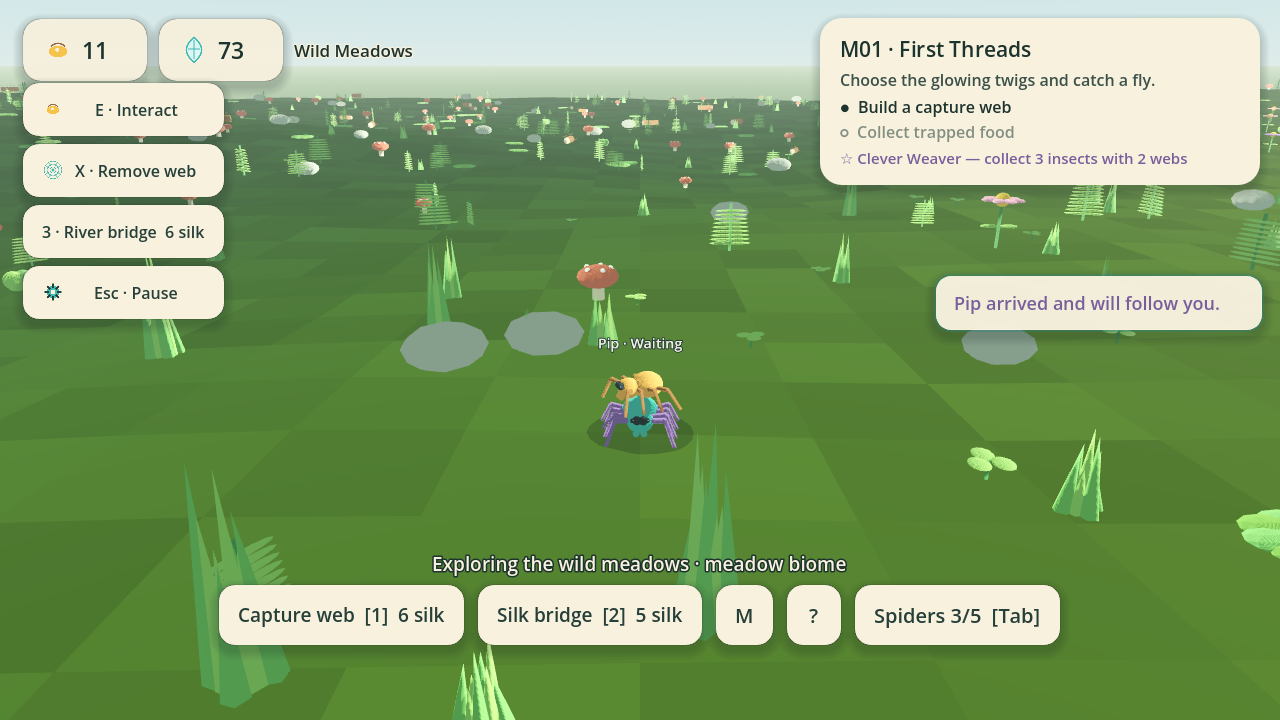 11
73
Wild Meadows
E · Interact
X · Remove web
3 · River bridge 6 silk
Esc · Pause
M01 · First Threads
Choose the glowing twigs and catch a fly.
● Build a capture web
○ Collect trapped food
☆ Clever Weaver — collect 3 insects with 2 webs
Pip arrived and will follow you.
Pip · Waiting
Exploring the wild meadows · meadow biome
Capture web [1] 6 silk
Silk bridge [2] 5 silk
M
?
Spiders 3/5 [Tab]